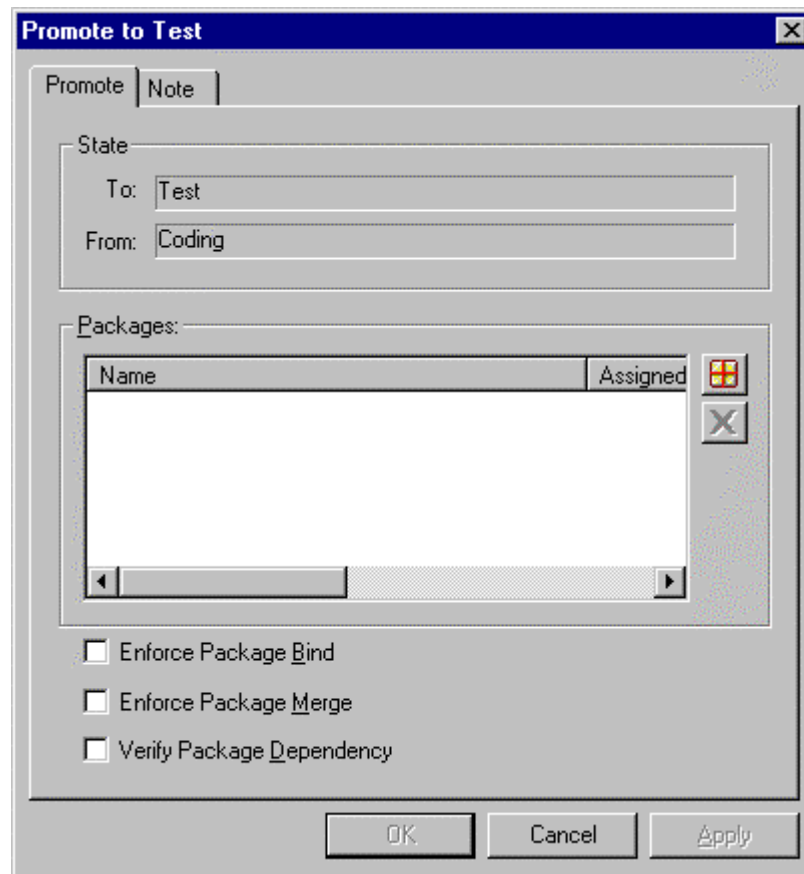 Promote to Test
Promote Note
State
To: Test
From: Coding
Packages:
Name Assigned
Enforce Package Bind
Enforce Package Merge
Verify Package Dependency
OK Cancel Apply